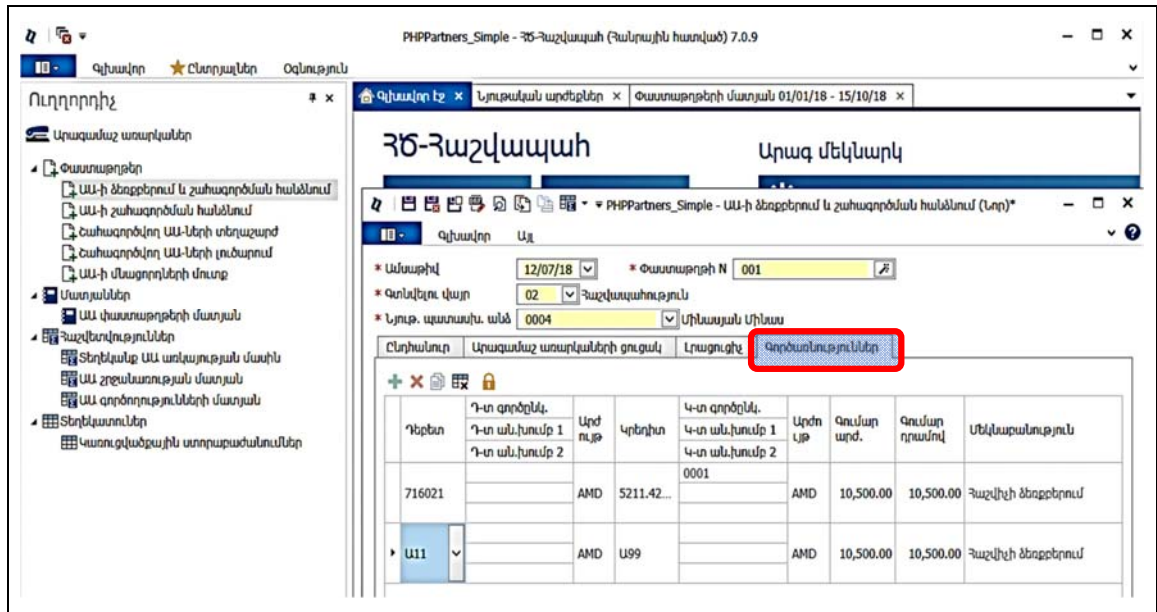 PHPPartners_Simple - ՀԾ-Հաշվապահ (Հանրային հատված) 7.0.9
Գլխավոր Ընտրյալներ Օգնություն
Ուղղորդիչ
Արագամաշ առարկաներ
Փաստաթղթեր
ԱԱ-ի ձեռքբերում և շահագործման հանձնում
ԱԱ-ի շահագործման հանձնում
Շահագործվող ԱԱ-ների տեղաշարժ
Շահագործվող ԱԱ-ների լուծարում
ԱԱ-ի մնացորդների մուտք
Մատյաններ
ԱԱ փաստաթղթերի մատյան
Հաշվետվություններ
Տեղեկանք ԱԱ առկայության մասին
ԱԱ շրջանառության մատյան
ԱԱ գործողությունների մատյան
Տեղեկատուներ
Կառուցվածքային ստորաբաժանումներ
Գլխավոր էջ Նյութական արժեքներ Փաստաթղթերի մատյան 01/01/18 - 15/10/18
ՀԾ-Հաշվապահ Արագ մեկնարկ
PHPPartners_Simple - ԱԱ-ի ձեռքբերում և շահագործման հանձնում (Նոր)*
Գլխավոր Այլ
* Ամսաթիվ 12/07/18 * Փաստաթղթի N 001
* Գտնվելու վայր 02 Հաշվապահություն
* Նյութ. պատասխ. անձ 0004 Մինասյան Մինաս
Ընդհանուր Արագամաշ առարկաների ցուցակ Լրացուցիչ Գործառնություններ
Դեբետ Դ-տ գործընկ. Դ-տ ան.խումբ 1 Դ-տ ան.խումբ 2 Արժույթ Կրեդիտ Կ-տ գործընկ. Կ-տ ան.խումբ 1 Կ-տ ան.խումբ 2 Արժույթ Գումար արժ. Գումար դրամով Մեկնաբանություն
0001
716021 AMD 5211.42... AMD 10,500.00 10,500.00 Հաշվիչի ձեռքբերում
Ա11 AMD Ա99 AMD 10,500.00 10,500.00 Հաշվիչի ձեռքբերում